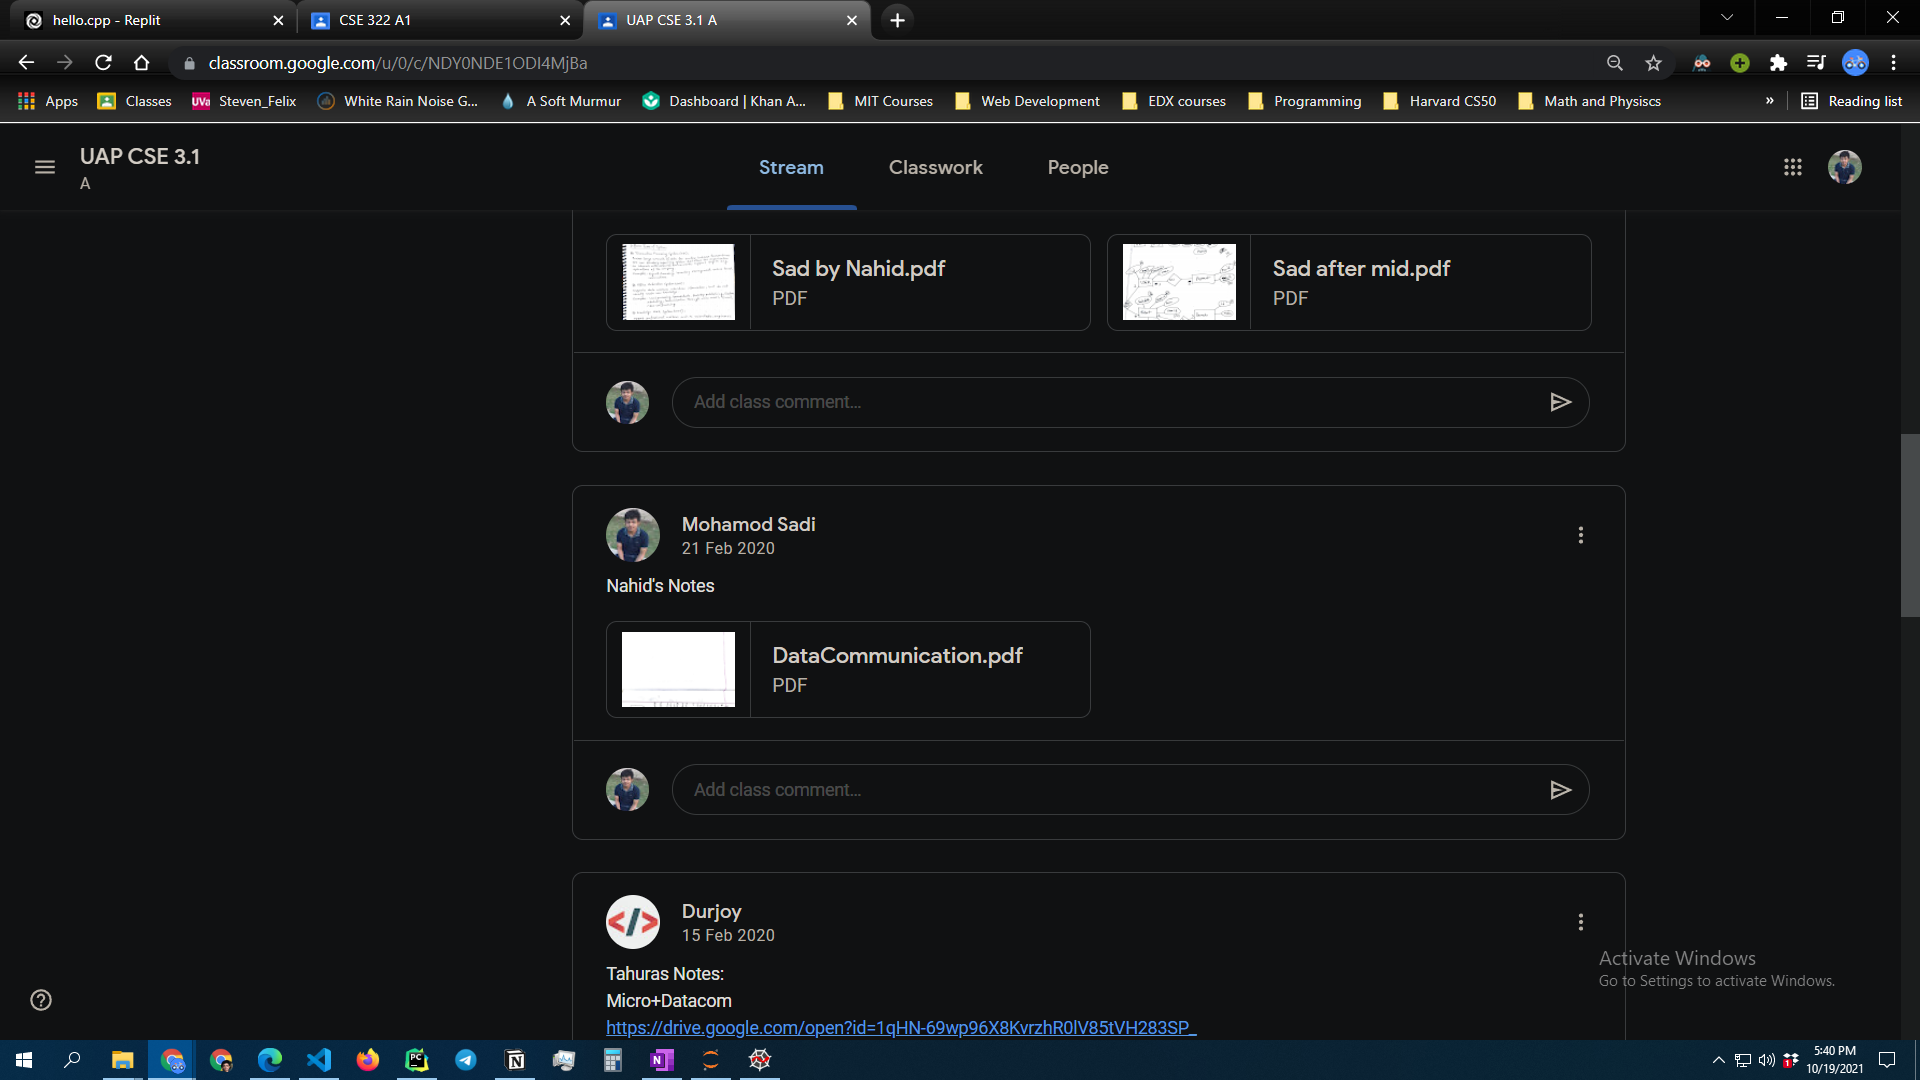 hello.cpp - Replit
CSE 322 A1
UAP CSE 3.1 A
classroom.google.com/u/0/c/NDY0NDE1ODI4MjBa
Apps
Classes
UVa Steven_Felix
White Rain Noise G...
A Soft Murmur
Dashboard | Khan A...
MIT Courses
Web Development
EDX courses
Programming
Harvard CS50
Math and Physiscs
»
Reading list
UAP CSE 3.1
A
Stream
Classwork
People
Sad by Nahid.pdf
PDF
Sad after mid.pdf
PDF
Add class comment...
Mohamod Sadi
21 Feb 2020
Nahid's Notes
DataCommunication.pdf
PDF
Add class comment...
Durjoy
15 Feb 2020
Tahuras Notes:
Micro+Datacom
https://drive.google.com/open?id=1qHN-69wp96X8KvrzhR0lV85tVH283SP_
Activate Windows
Go to Settings to activate Windows.
5:40 PM
10/19/2021